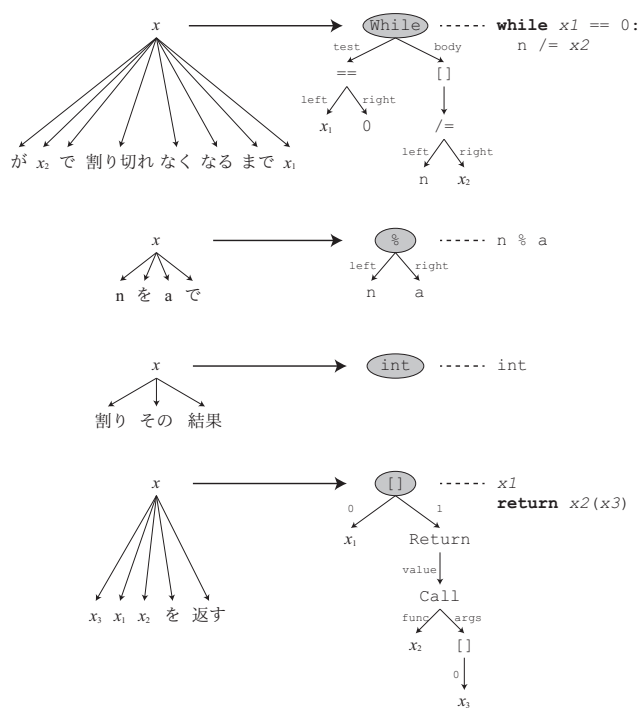 x While while x1 == 0:
test body n /= x2
== []
left right
x₁ 0 /=
left right
が x₂ で 割り切れ なく なる まで x₁ n x₂
x % n % a
left right
n を a で n a
x int int
割り その 結果
x [] x1
0 1 return x2(x3)
x₁ Return
value
Call
x₃ x₁ x₂ を 返す func args
x₂ []
0
x₃